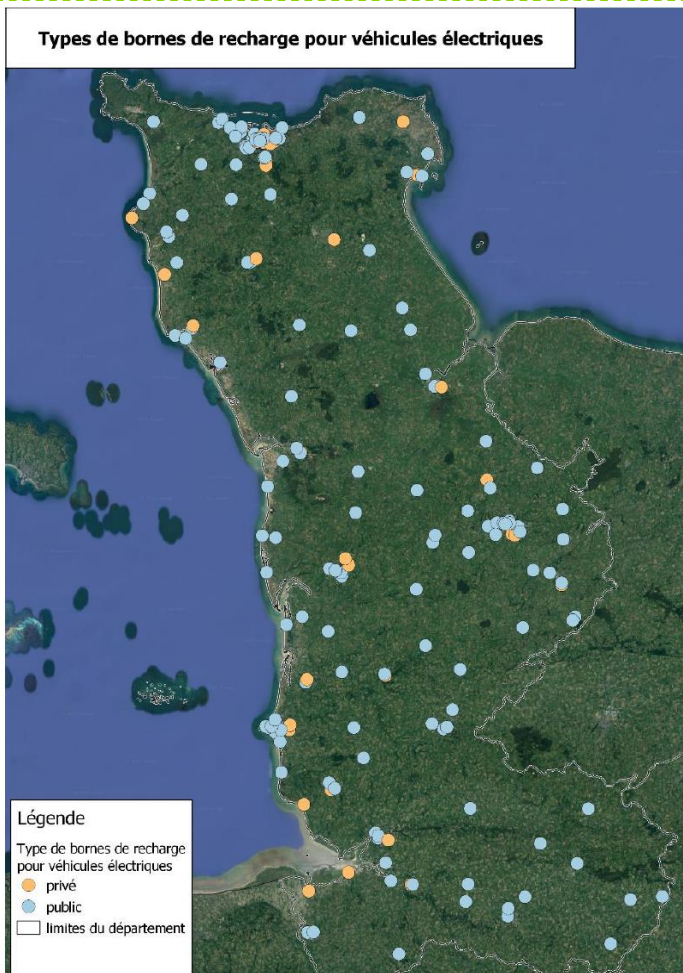 Types de bornes de recharge pour véhicules électriques
Légende
Type de bornes de recharge
pour véhicules électriques
privé
public
limites du département